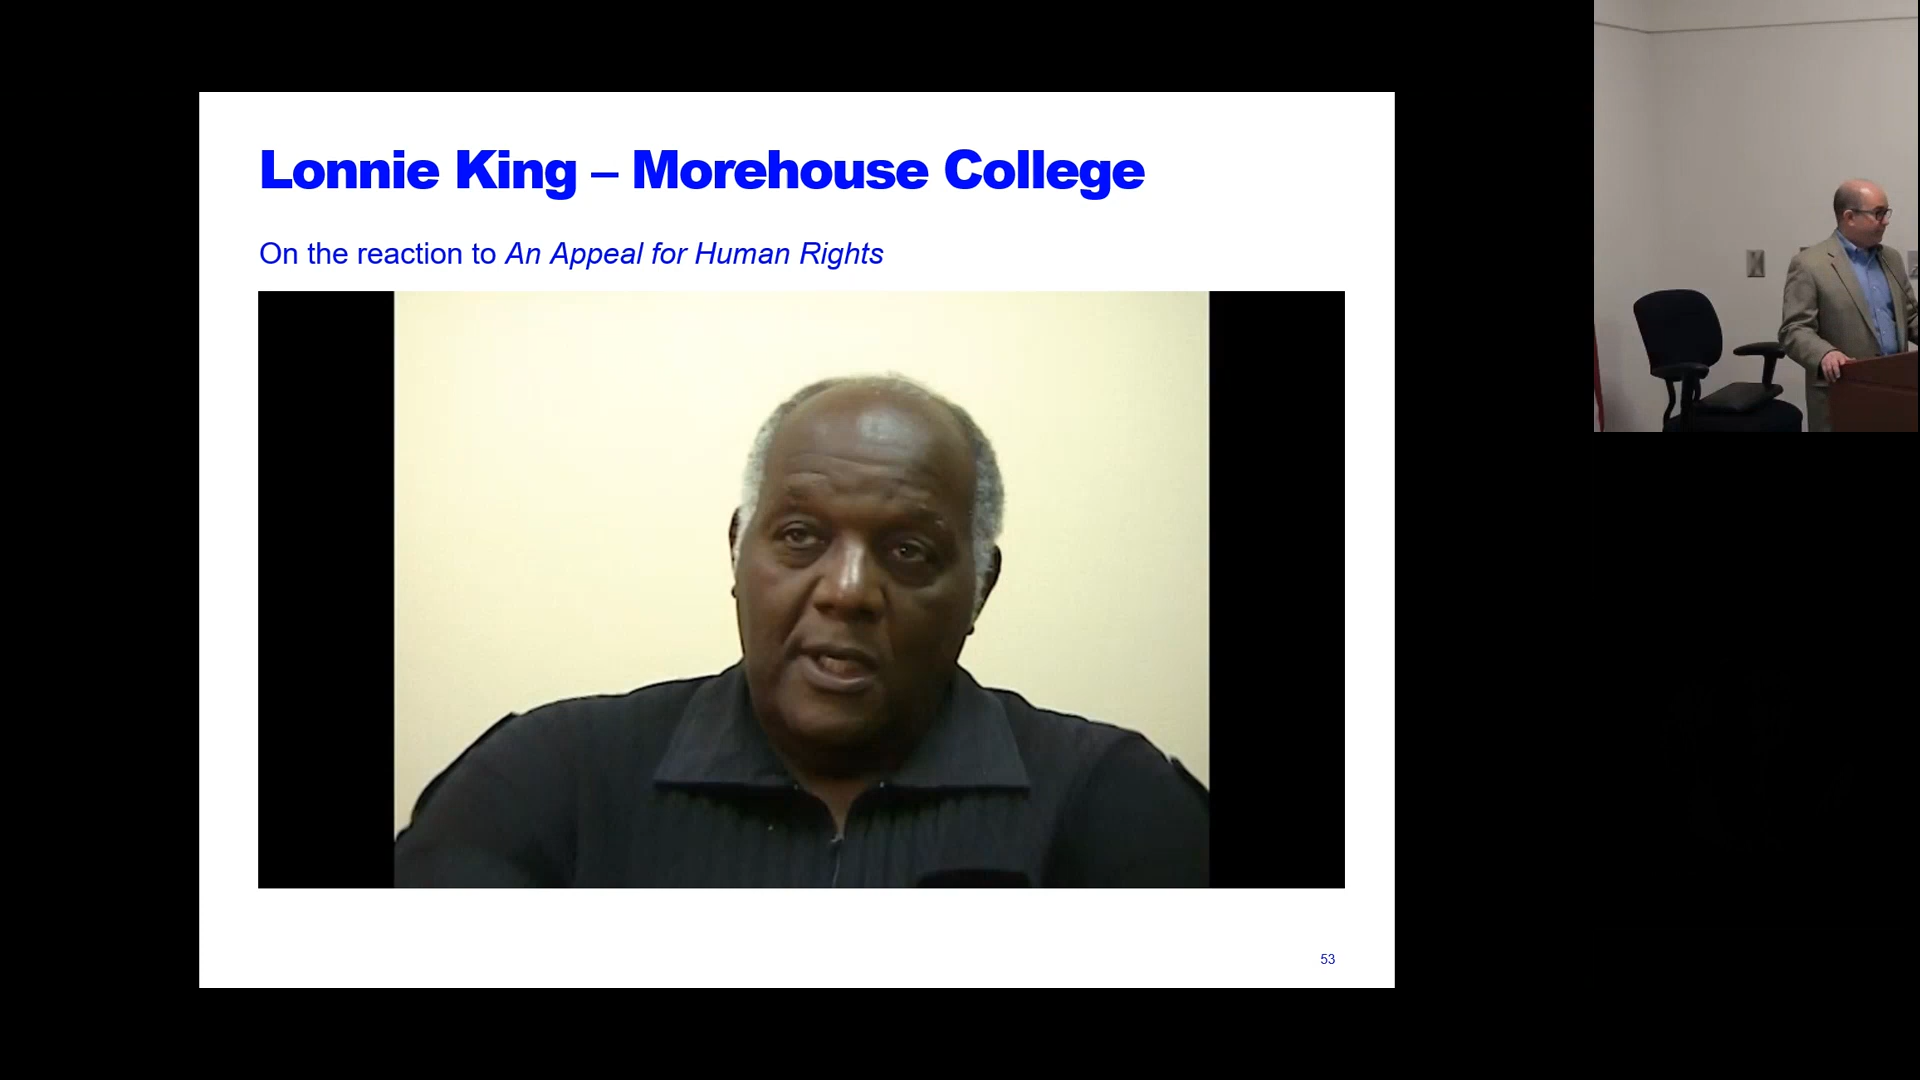 Lonnie King – Morehouse College
On the reaction to An Appeal for Human Rights
53